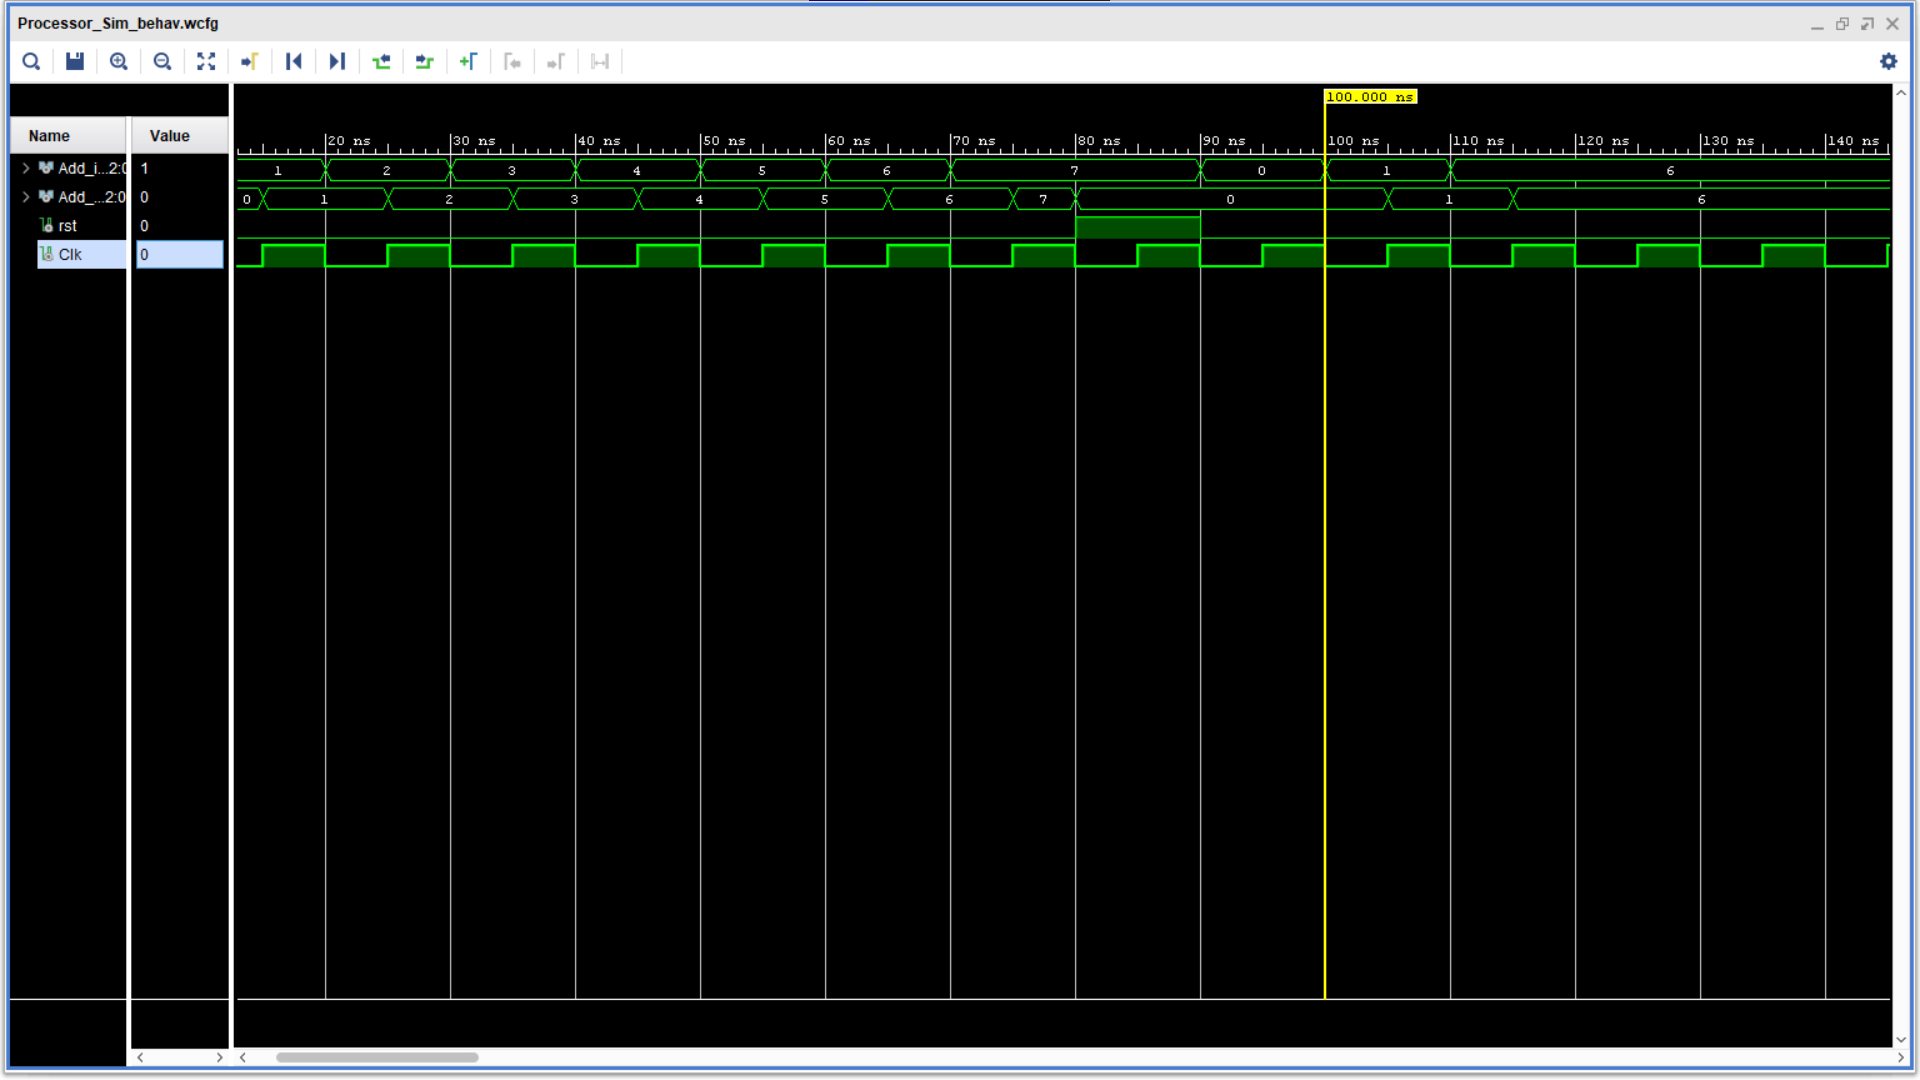 Processor_Sim_behav.wcfg
100.000 ns
Name Value
20 ns 30 ns 40 ns 50 ns 60 ns 70 ns 80 ns 90 ns 100 ns 110 ns 120 ns 130 ns 140 ns
Add_i...2:0 1 1 2 3 4 5 6 7 0 1 6
Add_...2:0 0 0 1 2 3 4 5 6 7 0 1 6
rst 0
Clk 0